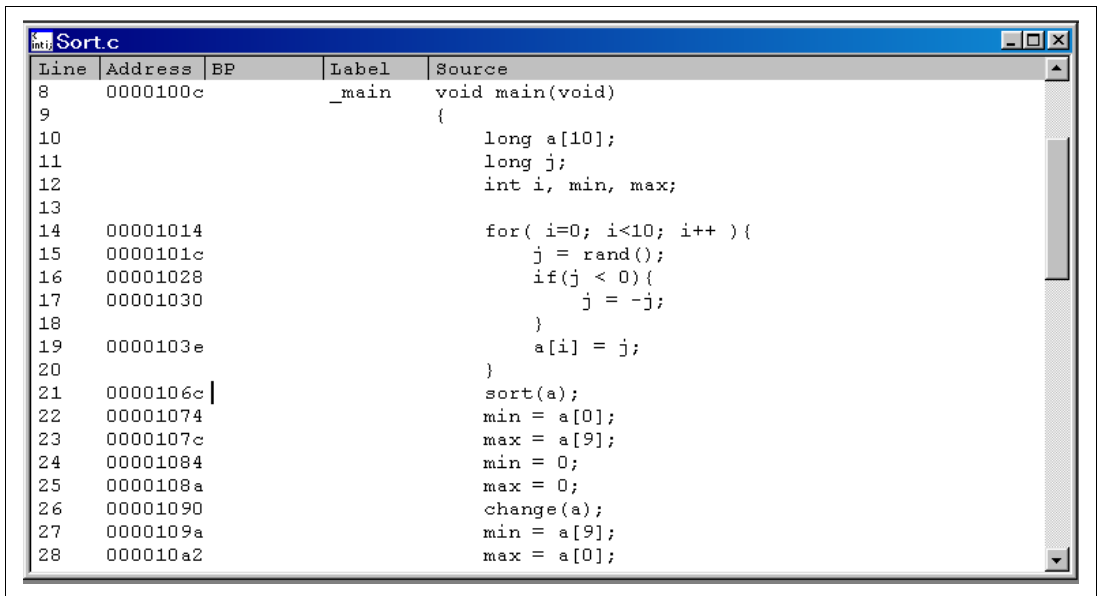 Sort.c
Line Address BP Label Source
8 0000100c _main void main(void)
9 {
10 long a[10];
11 long j;
12 int i, min, max;
13
14 00001014 for( i=0; i<10; i++ ){
15 0000101c j = rand();
16 00001028 if(j < 0){
17 00001030 j = -j;
18 }
19 0000103e a[i] = j;
20 }
21 0000106c sort(a);
22 00001074 min = a[0];
23 0000107c max = a[9];
24 00001084 min = 0;
25 0000108a max = 0;
26 00001090 change(a);
27 0000109a min = a[9];
28 000010a2 max = a[0];